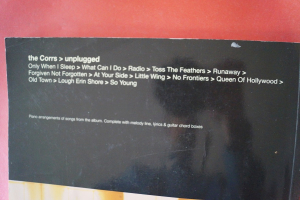 the Corrs > unplugged
Only When I Sleep > What Can I Do > Radio > Toss The Feathers > Runaway >
Forgiven Not Forgotten > At Your Side > Little Wing > No Frontiers > Queen Of Hollywood >
Old Town > Lough Erin Shore > So Young
Piano arrangements of songs from the album. Complete with melody line, lyrics & guitar chord boxes